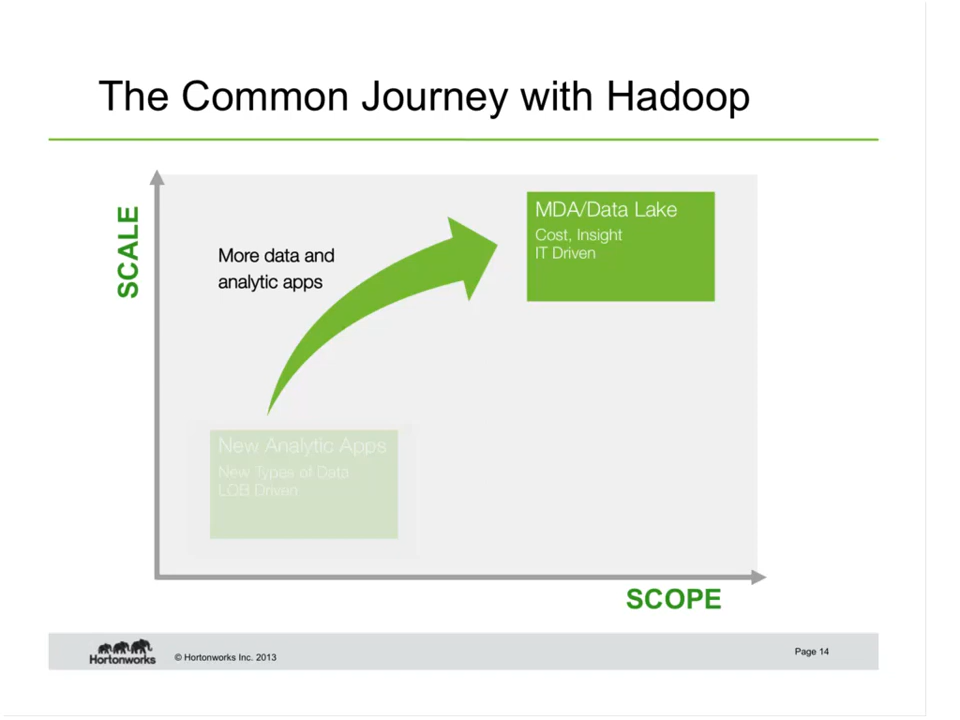 The Common Journey with Hadoop
SCALE
More data and
analytic apps
MDA/Data Lake
Cost, Insight
IT Driven
New Analytic Apps
New Types of Data
LOB Driven
SCOPE
Hortonworks
© Hortonworks Inc. 2013
Page 14